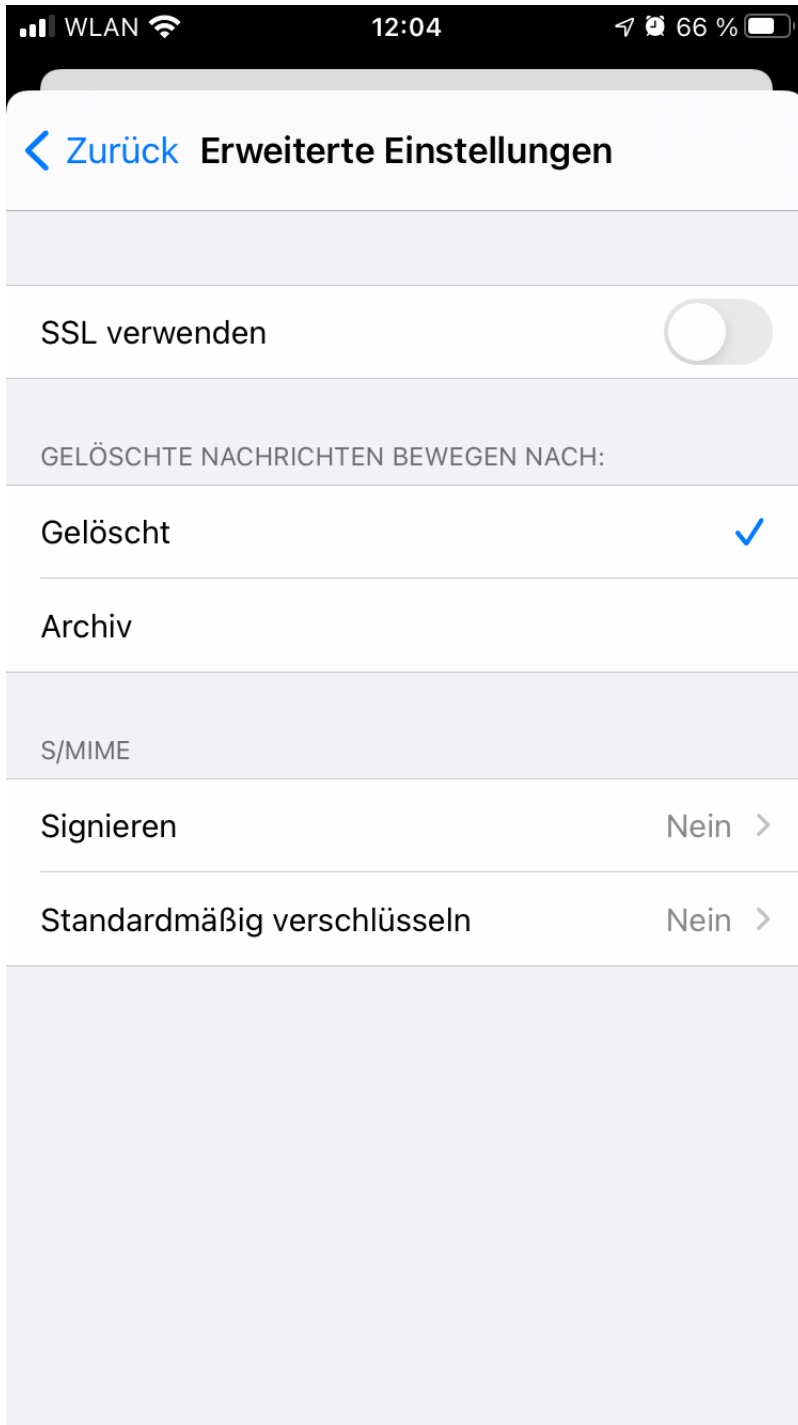 WLAN 12:04 66 %
Zurück Erweiterte Einstellungen
SSL verwenden
GELÖSCHTE NACHRICHTEN BEWEGEN NACH:
Gelöscht
Archiv
S/MIME
Signieren Nein
Standardmäßig verschlüsseln Nein